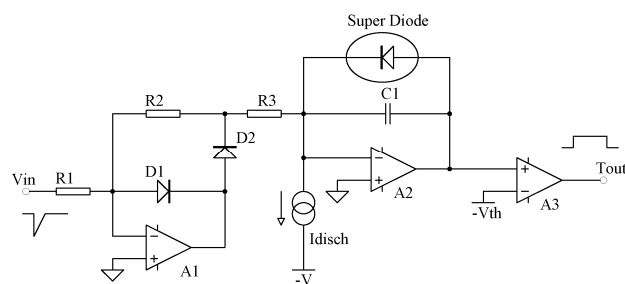 Super Diode
C1
R2
R3
D2
R1
D1
Vin
A1
A2
A3
Tout
-Vth
Idisch
-V
−
+
−
+
+
−